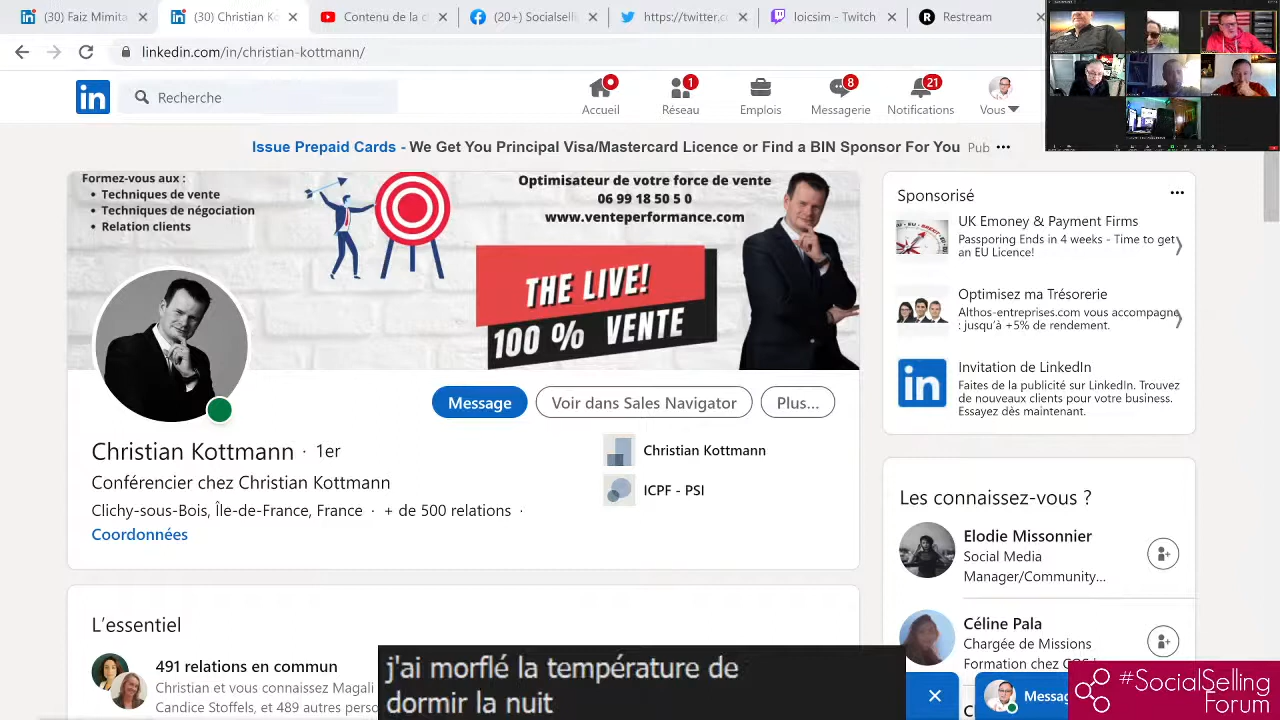 (30) Faiz Mimita
(30) Christian K
https://twitter.c
linkedin.com/in/christian-kottmann
in
Recherche
1
8
21
Accueil
Réseau
Emplois
Messagerie
Notifications
Vous
Issue Prepaid Cards - We Get You Principal Visa/Mastercard Licence or Find a BIN Sponsor For You Pub •••
Formez-vous aux :
• Techniques de vente
• Techniques de négociation
• Relation clients
Optimisateur de votre force de vente
06 99 18 50 5 0
www.venteperformance.com
THE LIVE!
100 % VENTE
Message
Voir dans Sales Navigator
Plus...
Christian Kottmann · 1er
Conférencier chez Christian Kottmann
Clichy-sous-Bois, Île-de-France, France · + de 500 relations ·
Coordonnées
Christian Kottmann
ICPF - PSI
L’essentiel
491 relations en commun
Christian et vous connaissez Magali
Candice Stoffels, et 489 autres
Sponsorisé
UK Emoney & Payment Firms
Passporing Ends in 4 weeks - Time to get
an EU Licence!
Optimisez ma Trésorerie
Althos-entreprises.com vous accompagne
: jusqu’à +5% de rendement.
in
Invitation de LinkedIn
Faites de la publicité sur LinkedIn. Trouvez
de nouveaux clients pour votre business.
Essayez dès maintenant.
Les connaissez-vous ?
Elodie Missonnier
Social Media
Manager/Community...
Céline Pala
Chargée de Missions
Formation chez
j'ai morflé la température de
dormir la nuit
Messag
#SocialSelling
Forum